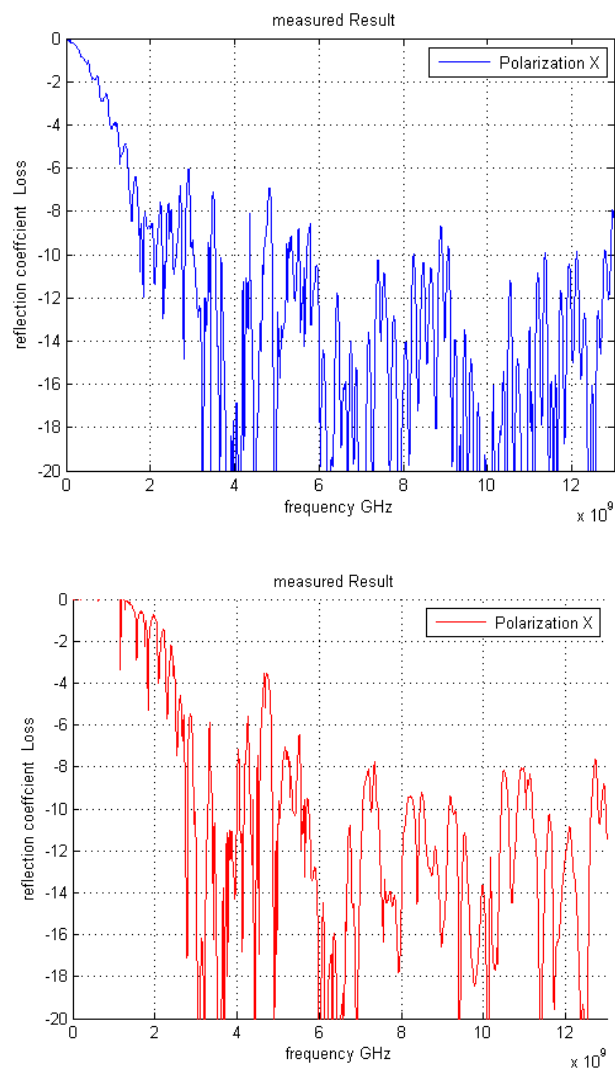 measured Result
Polarization X
0
-2
-4
-6
-8
-10
-12
-14
-16
-18
-20
reflection coeffcient Loss
0 2 4 6 8 10 12
frequency GHz
x 10^9
measured Result
Polarization X
0
-2
-4
-6
-8
-10
-12
-14
-16
-18
-20
reflection coeffcient Loss
0 2 4 6 8 10 12
frequency GHz
x 10^9